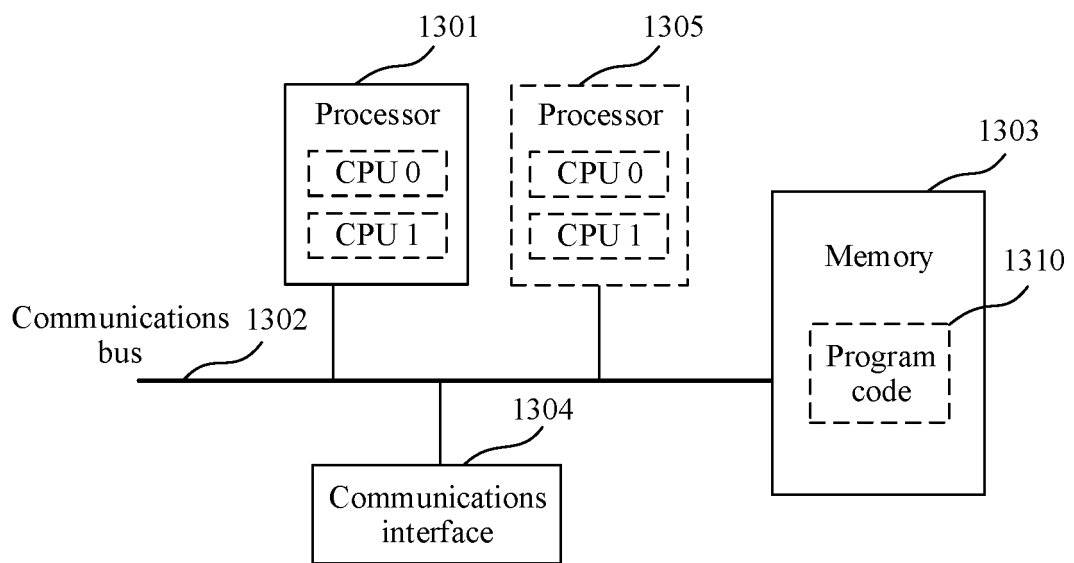 1301
1305
Processor
CPU 0
CPU 1
Processor
CPU 0
CPU 1
1303
Memory
1310
Program
code
Communications
bus
1302
1304
Communications
interface